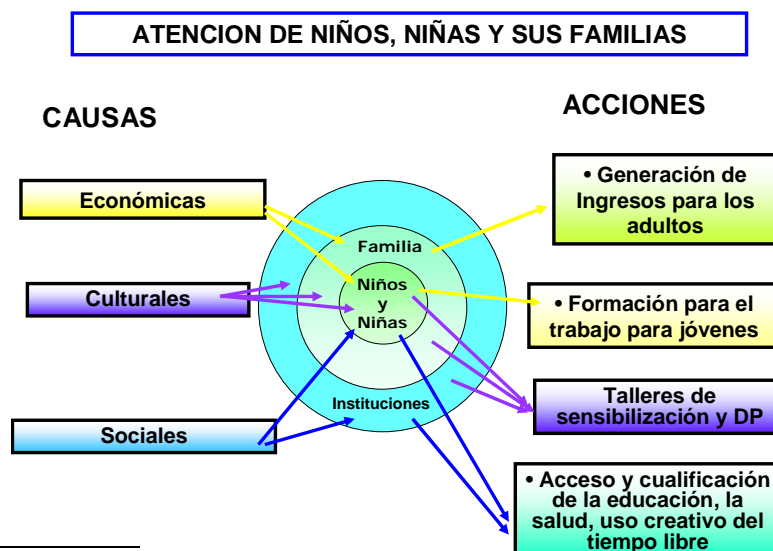 ATENCION DE NIÑOS, NIÑAS Y SUS FAMILIAS
CAUSAS
ACCIONES
Económicas
Culturales
Sociales
Familia
Niños
y
Niñas
Instituciones
• Generación de
Ingresos para los
adultos
• Formación para el
trabajo para jóvenes
Talleres de
sensibilización y DP
• Acceso y cualificación
de la educación, la
salud, uso creativo del
tiempo libre